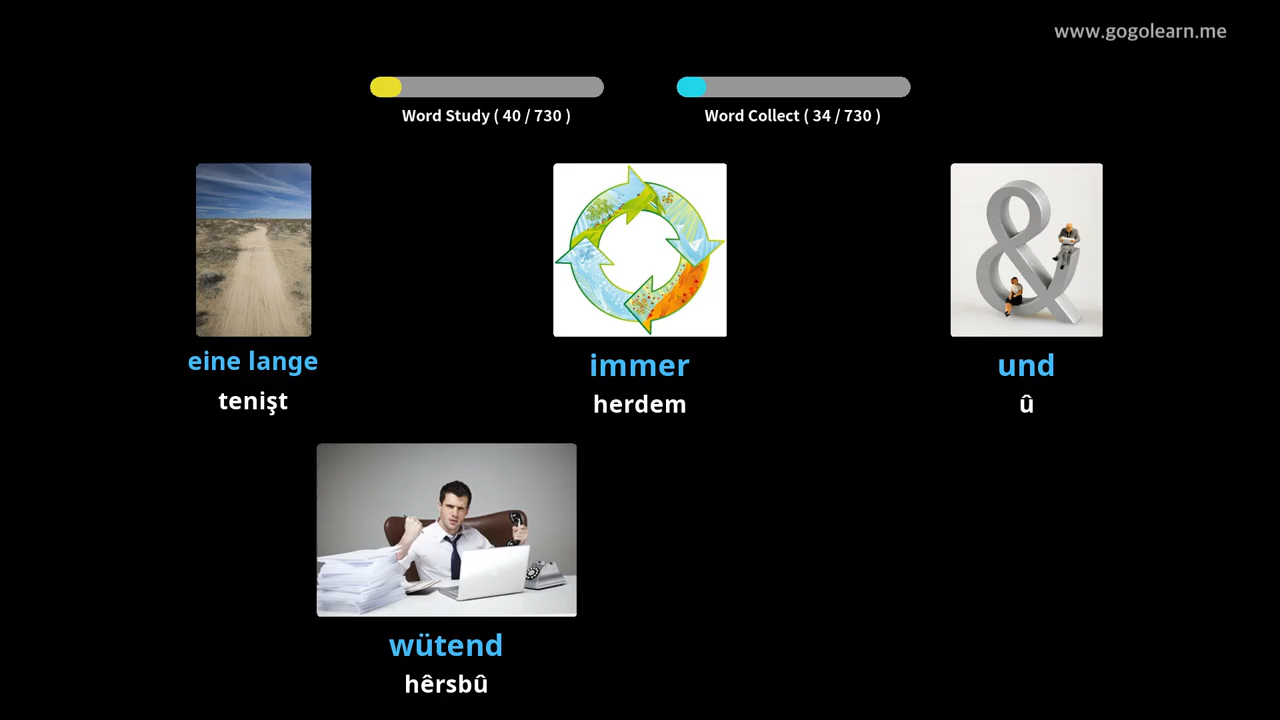 www.gogolearn.me
Word Study ( 40 / 730 )
Word Collect ( 34 / 730 )
eine lange
tenişt
immer
herdem
und
û
wütend
hêrsbû